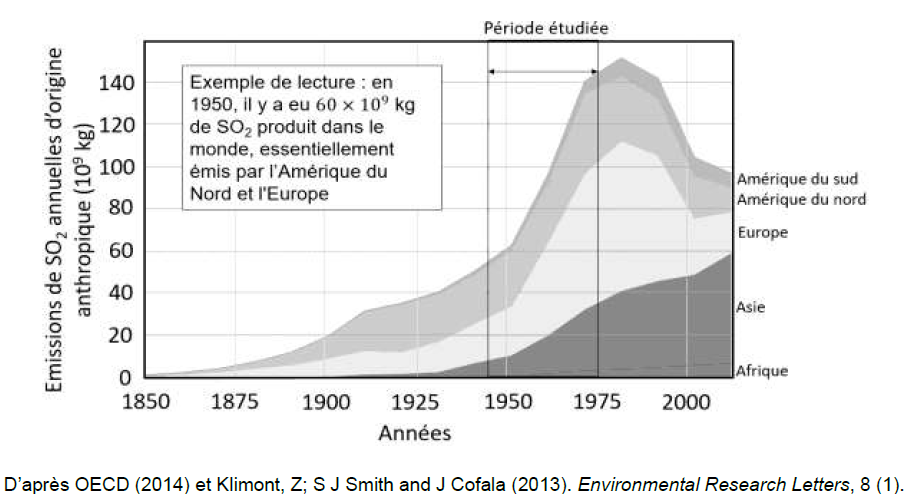 Période étudiée
Emissions de SO₂ annuelles d'origine
anthropique (10⁹ kg)
140
120
100
80
60
40
20
0
Exemple de lecture : en
1950, il y a eu 60 × 10⁹ kg
de SO₂ produit dans le
monde, essentiellement
émis par l'Amérique du
Nord et l'Europe
Amérique du sud
Amérique du nord
Europe
Asie
Afrique
1850 1875 1900 1925 1950 1975 2000
Années
D'après OECD (2014) et Klimont, Z; S J Smith and J Cofala (2013). Environmental Research Letters, 8 (1).